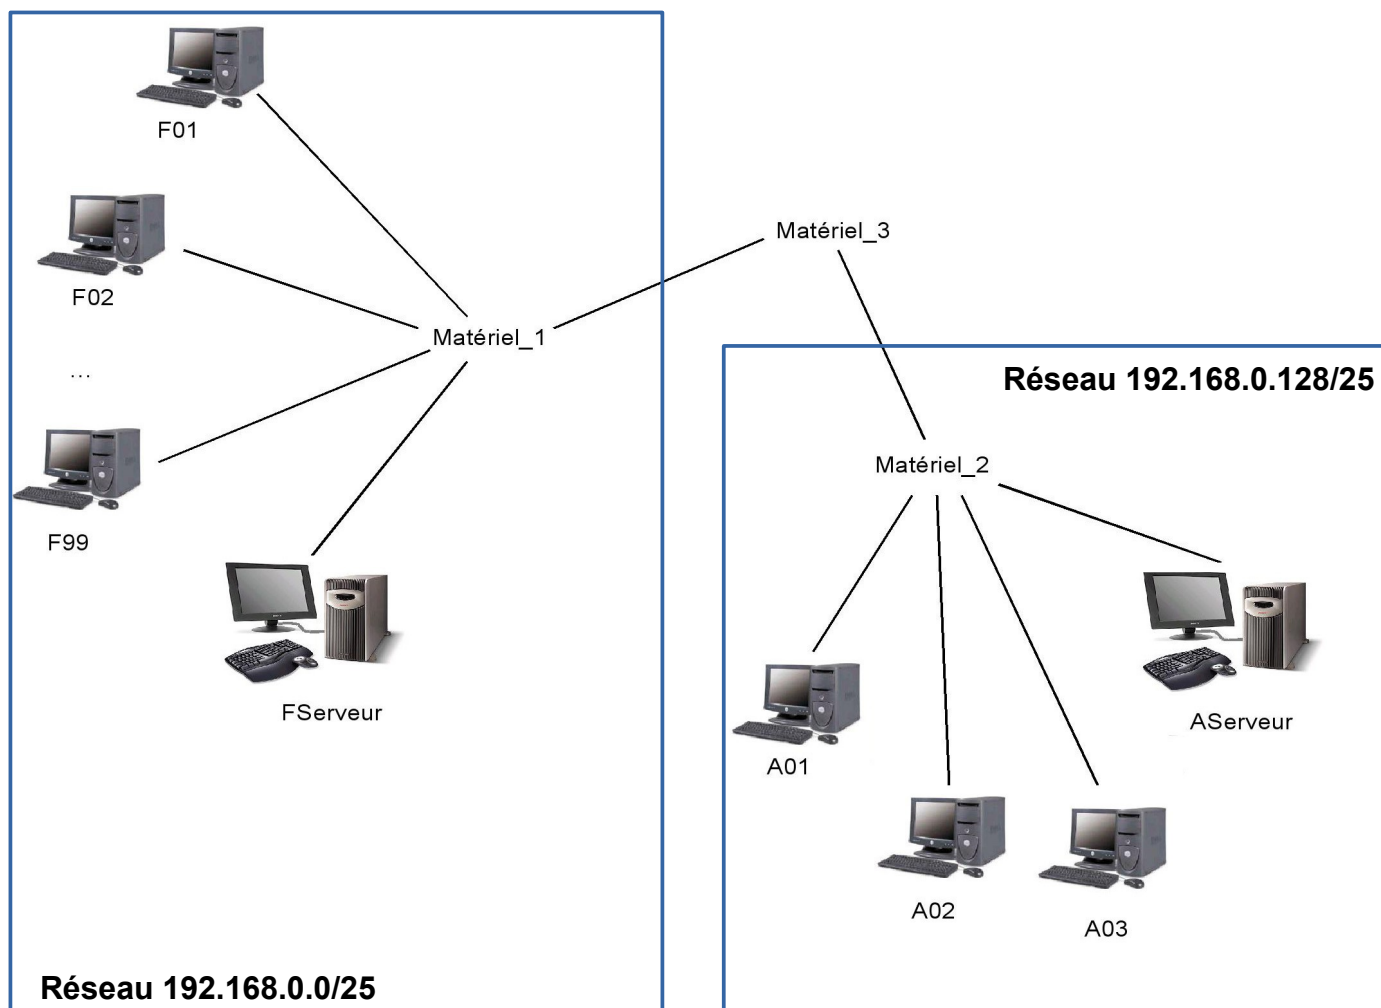 F01
Matériel_3
F02
Matériel_1
...
Réseau 192.168.0.128/25
Matériel_2
F99
FServeur
AServeur
A01
A02
A03
Réseau 192.168.0.0/25